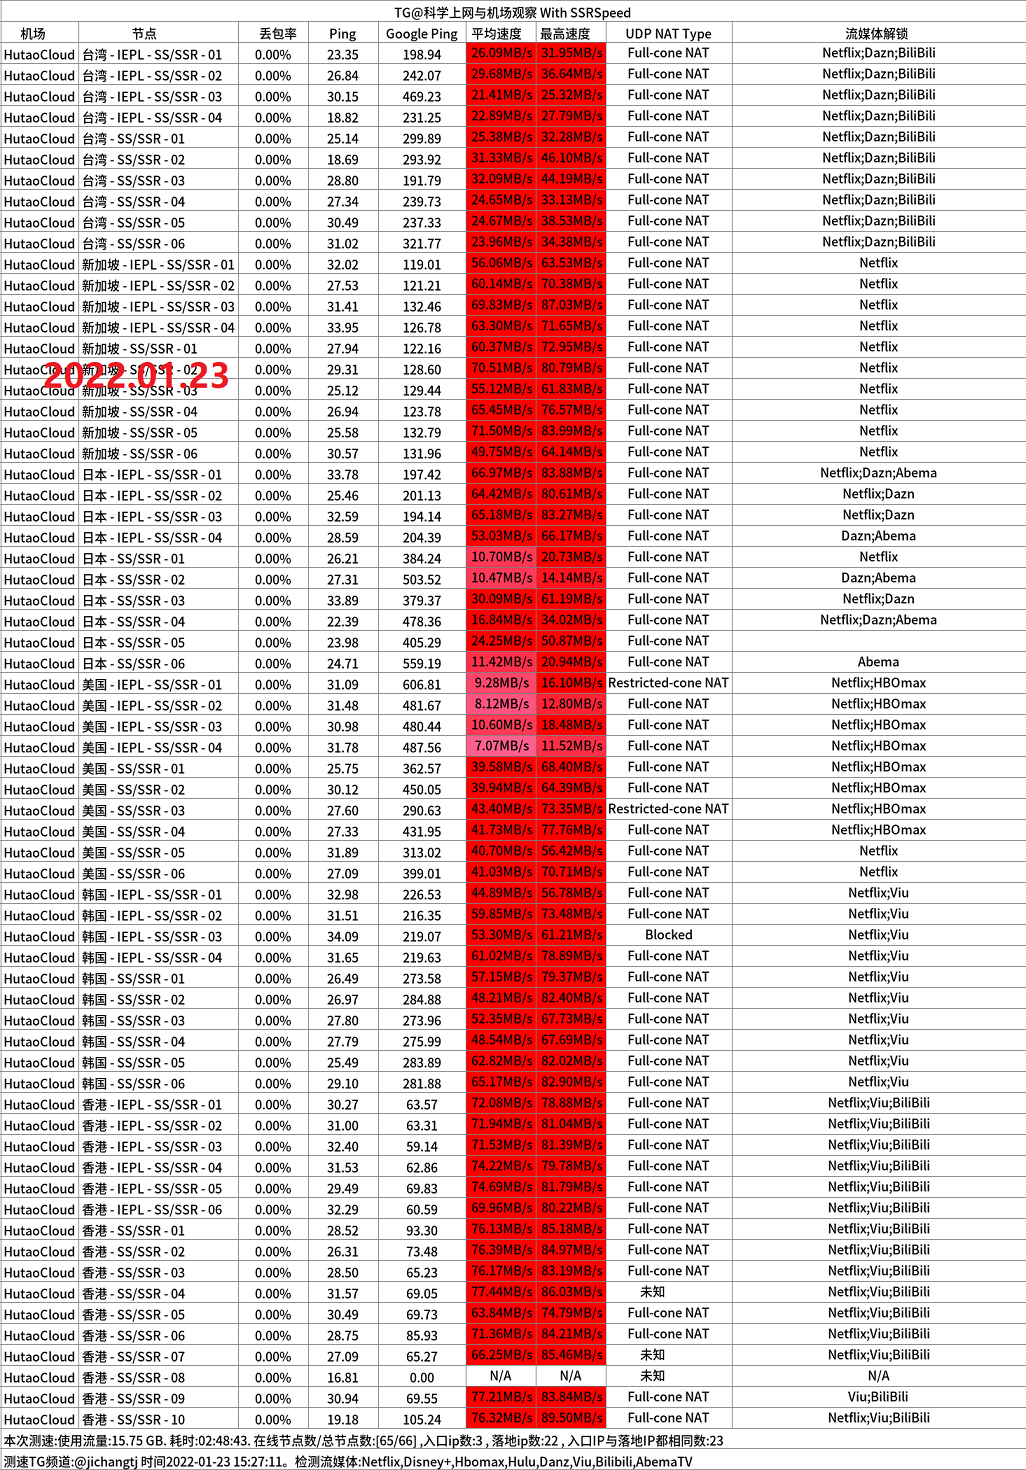 TG@科学上网与机场观察 With SSRSpeed
机场 节点 丢包率 Ping Google Ping 平均速度 最高速度 UDP NAT Type 流媒体解锁
HutaoCloud 台湾 - IEPL - SS/SSR - 01 0.00% 23.35 198.94 26.09MB/s 31.95MB/s Full-cone NAT Netflix;Dazn;BiliBili
HutaoCloud 台湾 - IEPL - SS/SSR - 02 0.00% 26.84 242.07 29.68MB/s 36.64MB/s Full-cone NAT Netflix;Dazn;BiliBili
HutaoCloud 台湾 - IEPL - SS/SSR - 03 0.00% 30.15 469.23 21.41MB/s 25.32MB/s Full-cone NAT Netflix;Dazn;BiliBili
HutaoCloud 台湾 - IEPL - SS/SSR - 04 0.00% 18.82 231.25 22.89MB/s 27.79MB/s Full-cone NAT Netflix;Dazn;BiliBili
HutaoCloud 台湾 - SS/SSR - 01 0.00% 25.14 299.89 25.38MB/s 32.28MB/s Full-cone NAT Netflix;Dazn;BiliBili
HutaoCloud 台湾 - SS/SSR - 02 0.00% 18.69 293.92 31.33MB/s 46.10MB/s Full-cone NAT Netflix;Dazn;BiliBili
HutaoCloud 台湾 - SS/SSR - 03 0.00% 28.80 191.79 32.09MB/s 44.19MB/s Full-cone NAT Netflix;Dazn;BiliBili
HutaoCloud 台湾 - SS/SSR - 04 0.00% 27.34 239.73 24.65MB/s 33.13MB/s Full-cone NAT Netflix;Dazn;BiliBili
HutaoCloud 台湾 - SS/SSR - 05 0.00% 30.49 237.33 24.67MB/s 38.53MB/s Full-cone NAT Netflix;Dazn;BiliBili
HutaoCloud 台湾 - SS/SSR - 06 0.00% 31.02 321.77 23.96MB/s 34.38MB/s Full-cone NAT Netflix;Dazn;BiliBili
HutaoCloud 新加坡 - IEPL - SS/SSR - 01 0.00% 32.02 119.01 56.06MB/s 63.53MB/s Full-cone NAT Netflix
HutaoCloud 新加坡 - IEPL - SS/SSR - 02 0.00% 27.53 121.21 60.14MB/s 70.38MB/s Full-cone NAT Netflix
HutaoCloud 新加坡 - IEPL - SS/SSR - 03 0.00% 31.41 132.46 69.83MB/s 87.03MB/s Full-cone NAT Netflix
HutaoCloud 新加坡 - IEPL - SS/SSR - 04 0.00% 33.95 126.78 63.30MB/s 71.65MB/s Full-cone NAT Netflix
HutaoCloud 新加坡 - SS/SSR - 01 0.00% 27.94 122.16 60.37MB/s 72.95MB/s Full-cone NAT Netflix
HutaoCloud 新加坡 - SS/SSR - 02 0.00% 29.31 128.60 70.51MB/s 80.79MB/s Full-cone NAT Netflix
2022.01.23
HutaoCloud 新加坡 - SS/SSR - 03 0.00% 25.12 129.44 55.12MB/s 61.83MB/s Full-cone NAT Netflix
HutaoCloud 新加坡 - SS/SSR - 04 0.00% 26.94 123.78 65.45MB/s 76.57MB/s Full-cone NAT Netflix
HutaoCloud 新加坡 - SS/SSR - 05 0.00% 25.58 132.79 71.50MB/s 83.99MB/s Full-cone NAT Netflix
HutaoCloud 新加坡 - SS/SSR - 06 0.00% 30.57 131.96 49.75MB/s 64.14MB/s Full-cone NAT Netflix
HutaoCloud 日本 - IEPL - SS/SSR - 01 0.00% 33.78 197.42 66.97MB/s 83.88MB/s Full-cone NAT Netflix;Dazn;Abema
HutaoCloud 日本 - IEPL - SS/SSR - 02 0.00% 25.46 201.13 64.42MB/s 80.61MB/s Full-cone NAT Netflix;Dazn
HutaoCloud 日本 - IEPL - SS/SSR - 03 0.00% 32.59 194.14 65.18MB/s 83.27MB/s Full-cone NAT Netflix;Dazn
HutaoCloud 日本 - IEPL - SS/SSR - 04 0.00% 28.59 204.39 53.03MB/s 66.17MB/s Full-cone NAT Dazn;Abema
HutaoCloud 日本 - SS/SSR - 01 0.00% 26.21 384.24 10.70MB/s 20.73MB/s Full-cone NAT Netflix
HutaoCloud 日本 - SS/SSR - 02 0.00% 27.31 503.52 10.47MB/s 14.14MB/s Full-cone NAT Dazn;Abema
HutaoCloud 日本 - SS/SSR - 03 0.00% 33.89 379.37 30.09MB/s 61.19MB/s Full-cone NAT Netflix;Dazn
HutaoCloud 日本 - SS/SSR - 04 0.00% 22.39 478.36 16.84MB/s 34.02MB/s Full-cone NAT Netflix;Dazn;Abema
HutaoCloud 日本 - SS/SSR - 05 0.00% 23.98 405.29 24.25MB/s 50.87MB/s Full-cone NAT
HutaoCloud 日本 - SS/SSR - 06 0.00% 24.71 559.19 11.42MB/s 20.94MB/s Full-cone NAT Abema
HutaoCloud 美国 - IEPL - SS/SSR - 01 0.00% 31.09 606.81 9.28MB/s 16.10MB/s Restricted-cone NAT Netflix;HBOmax
HutaoCloud 美国 - IEPL - SS/SSR - 02 0.00% 31.48 481.67 8.12MB/s 12.80MB/s Full-cone NAT Netflix;HBOmax
HutaoCloud 美国 - IEPL - SS/SSR - 03 0.00% 30.98 480.44 10.60MB/s 18.48MB/s Full-cone NAT Netflix;HBOmax
HutaoCloud 美国 - IEPL - SS/SSR - 04 0.00% 31.78 487.56 7.07MB/s 11.52MB/s Full-cone NAT Netflix;HBOmax
HutaoCloud 美国 - SS/SSR - 01 0.00% 25.75 362.57 39.58MB/s 68.40MB/s Full-cone NAT Netflix;HBOmax
HutaoCloud 美国 - SS/SSR - 02 0.00% 30.12 450.05 39.94MB/s 64.39MB/s Full-cone NAT Netflix;HBOmax
HutaoCloud 美国 - SS/SSR - 03 0.00% 27.60 290.63 43.40MB/s 73.35MB/s Restricted-cone NAT Netflix;HBOmax
HutaoCloud 美国 - SS/SSR - 04 0.00% 27.33 431.95 41.73MB/s 77.76MB/s Full-cone NAT Netflix;HBOmax
HutaoCloud 美国 - SS/SSR - 05 0.00% 31.89 313.02 40.70MB/s 56.42MB/s Full-cone NAT Netflix
HutaoCloud 美国 - SS/SSR - 06 0.00% 27.09 399.01 41.03MB/s 70.71MB/s Full-cone NAT Netflix
HutaoCloud 韩国 - IEPL - SS/SSR - 01 0.00% 32.98 226.53 44.89MB/s 56.78MB/s Full-cone NAT Netflix;Viu
HutaoCloud 韩国 - IEPL - SS/SSR - 02 0.00% 31.51 216.35 59.85MB/s 73.48MB/s Full-cone NAT Netflix;Viu
HutaoCloud 韩国 - IEPL - SS/SSR - 03 0.00% 34.09 219.07 53.30MB/s 61.21MB/s Blocked Netflix;Viu
HutaoCloud 韩国 - IEPL - SS/SSR - 04 0.00% 31.65 219.63 61.02MB/s 78.89MB/s Full-cone NAT Netflix;Viu
HutaoCloud 韩国 - SS/SSR - 01 0.00% 26.49 273.58 57.15MB/s 79.37MB/s Full-cone NAT Netflix;Viu
HutaoCloud 韩国 - SS/SSR - 02 0.00% 26.97 284.88 48.21MB/s 82.40MB/s Full-cone NAT Netflix;Viu
HutaoCloud 韩国 - SS/SSR - 03 0.00% 27.80 273.96 52.35MB/s 67.73MB/s Full-cone NAT Netflix;Viu
HutaoCloud 韩国 - SS/SSR - 04 0.00% 27.79 275.99 48.54MB/s 67.69MB/s Full-cone NAT Netflix;Viu
HutaoCloud 韩国 - SS/SSR - 05 0.00% 25.49 283.89 62.82MB/s 82.02MB/s Full-cone NAT Netflix;Viu
HutaoCloud 韩国 - SS/SSR - 06 0.00% 29.10 281.88 65.17MB/s 82.90MB/s Full-cone NAT Netflix;Viu
HutaoCloud 香港 - IEPL - SS/SSR - 01 0.00% 30.27 63.57 72.08MB/s 78.88MB/s Full-cone NAT Netflix;Viu;BiliBili
HutaoCloud 香港 - IEPL - SS/SSR - 02 0.00% 31.00 63.31 71.94MB/s 81.04MB/s Full-cone NAT Netflix;Viu;BiliBili
HutaoCloud 香港 - IEPL - SS/SSR - 03 0.00% 32.40 59.14 71.53MB/s 81.39MB/s Full-cone NAT Netflix;Viu;BiliBili
HutaoCloud 香港 - IEPL - SS/SSR - 04 0.00% 31.53 62.86 74.22MB/s 79.78MB/s Full-cone NAT Netflix;Viu;BiliBili
HutaoCloud 香港 - IEPL - SS/SSR - 05 0.00% 29.49 69.83 74.69MB/s 81.79MB/s Full-cone NAT Netflix;Viu;BiliBili
HutaoCloud 香港 - IEPL - SS/SSR - 06 0.00% 32.29 60.59 69.96MB/s 80.22MB/s Full-cone NAT Netflix;Viu;BiliBili
HutaoCloud 香港 - SS/SSR - 01 0.00% 28.52 93.30 76.13MB/s 85.18MB/s Full-cone NAT Netflix;Viu;BiliBili
HutaoCloud 香港 - SS/SSR - 02 0.00% 26.31 73.48 76.39MB/s 84.97MB/s Full-cone NAT Netflix;Viu;BiliBili
HutaoCloud 香港 - SS/SSR - 03 0.00% 28.50 65.23 76.17MB/s 83.19MB/s Full-cone NAT Netflix;Viu;BiliBili
HutaoCloud 香港 - SS/SSR - 04 0.00% 31.57 69.05 77.44MB/s 86.03MB/s 未知 Netflix;Viu;BiliBili
HutaoCloud 香港 - SS/SSR - 05 0.00% 30.49 69.73 63.84MB/s 74.79MB/s Full-cone NAT Netflix;Viu;BiliBili
HutaoCloud 香港 - SS/SSR - 06 0.00% 28.75 85.93 71.36MB/s 84.21MB/s Full-cone NAT Netflix;Viu;BiliBili
HutaoCloud 香港 - SS/SSR - 07 0.00% 27.09 65.27 66.25MB/s 85.46MB/s 未知 Netflix;Viu;BiliBili
HutaoCloud 香港 - SS/SSR - 08 0.00% 16.81 0.00 N/A N/A 未知 N/A
HutaoCloud 香港 - SS/SSR - 09 0.00% 30.94 69.55 77.21MB/s 83.84MB/s Full-cone NAT Viu;BiliBili
HutaoCloud 香港 - SS/SSR - 10 0.00% 19.18 105.24 76.32MB/s 89.50MB/s Full-cone NAT Netflix;Viu;BiliBili
本次测速:使用流量:15.75 GB. 耗时:02:48:43. 在线节点数/总节点数:[65/66] ,入口ip数:3 , 落地ip数:22 , 入口IP与落地IP都相同数:23
测速TG频道:@jichangtj 时间2022-01-23 15:27:11。检测流媒体:Netflix,Disney+,Hbomax,Hulu,Danz,Viu,Bilibili,AbemaTV